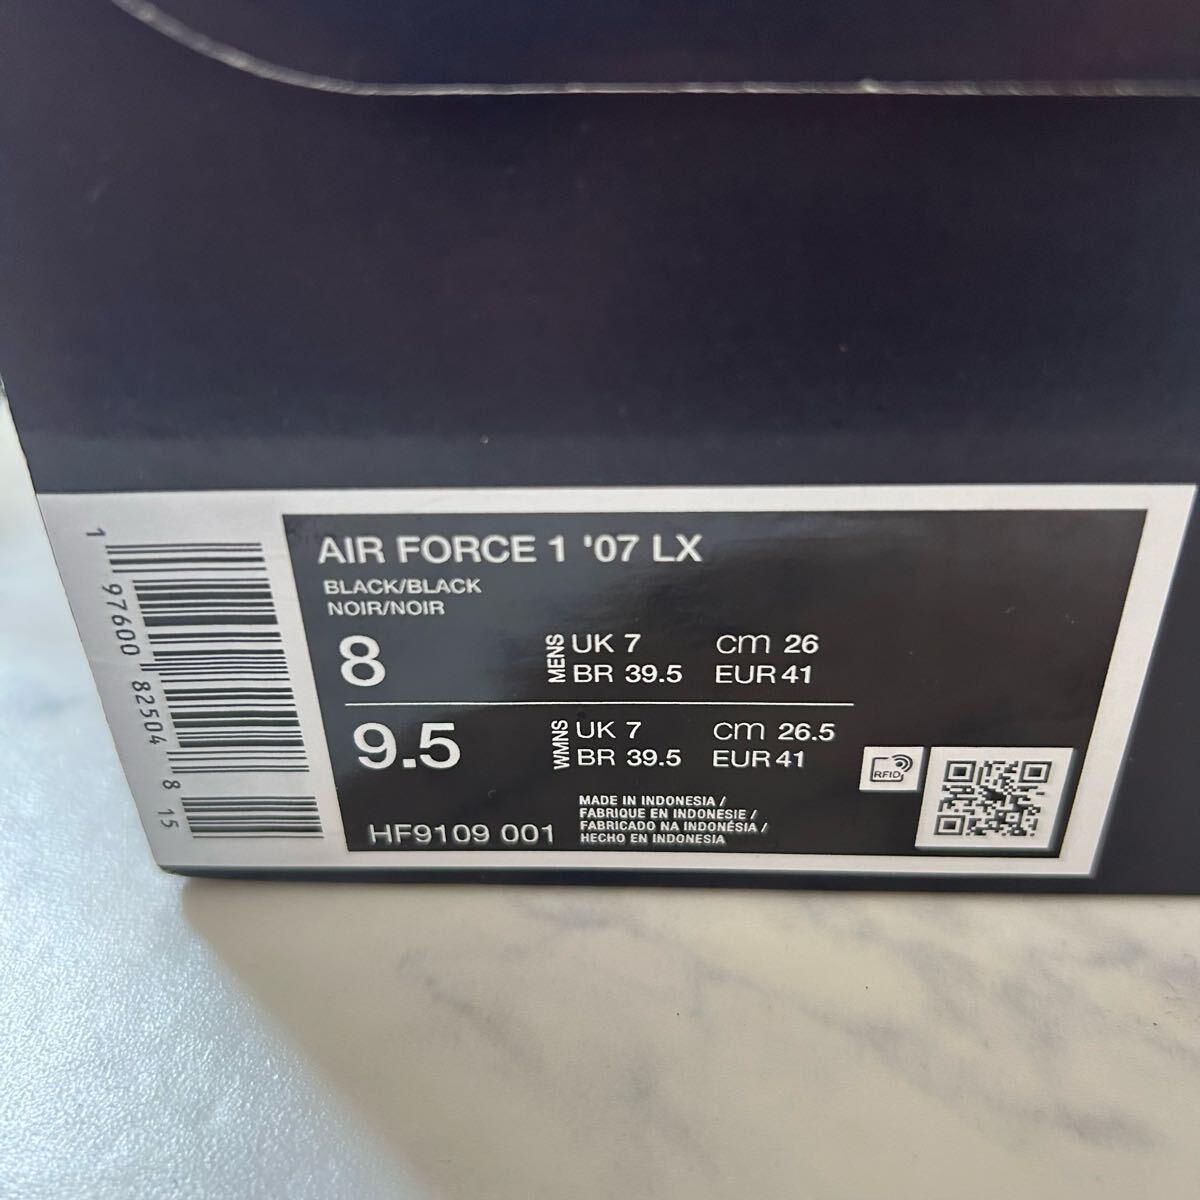 AIR FORCE 1 '07 LX
BLACK/BLACK
NOIR/NOIR
8 MENS UK 7 cm 26
BR 39.5 EUR 41
9.5 WMNS UK 7 cm 26.5
BR 39.5 EUR 41
HF9109 001
MADE IN INDONESIA /
FABRIQUE EN INDONESIE /
FABRICADO NA INDONÉSIA /
HECHO EN INDONESIA
RFID
1 97600 82504 8 15